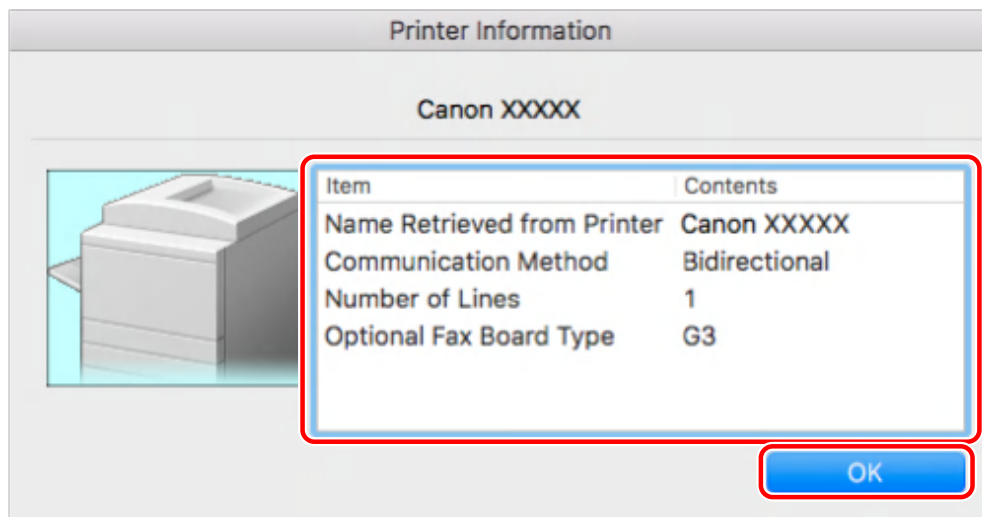 Printer Information
Canon XXXXX
Item Contents
Name Retrieved from Printer Canon XXXXX
Communication Method Bidirectional
Number of Lines 1
Optional Fax Board Type G3
OK